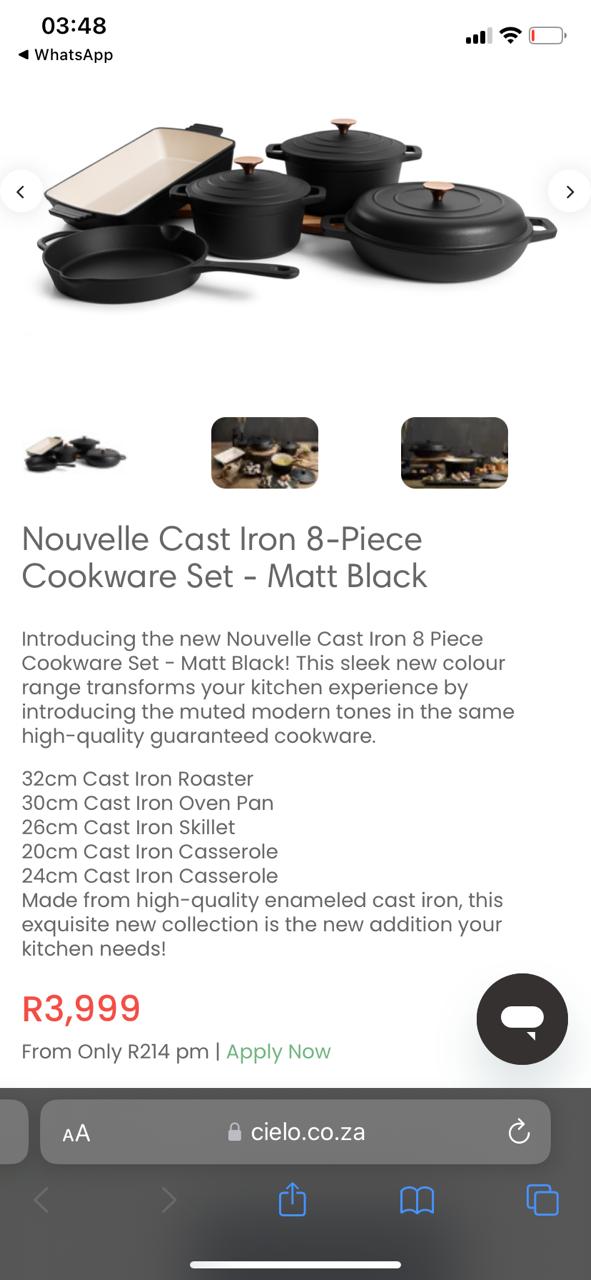 03:48
◀ WhatsApp
Nouvelle Cast Iron 8-Piece
Cookware Set - Matt Black
Introducing the new Nouvelle Cast Iron 8 Piece
Cookware Set - Matt Black! This sleek new colour
range transforms your kitchen experience by
introducing the muted modern tones in the same
high-quality guaranteed cookware.
32cm Cast Iron Roaster
30cm Cast Iron Oven Pan
26cm Cast Iron Skillet
20cm Cast Iron Casserole
24cm Cast Iron Casserole
Made from high-quality enameled cast iron, this
exquisite new collection is the new addition your
kitchen needs!
R3,999
From Only R214 pm | Apply Now
AA cielo.co.za